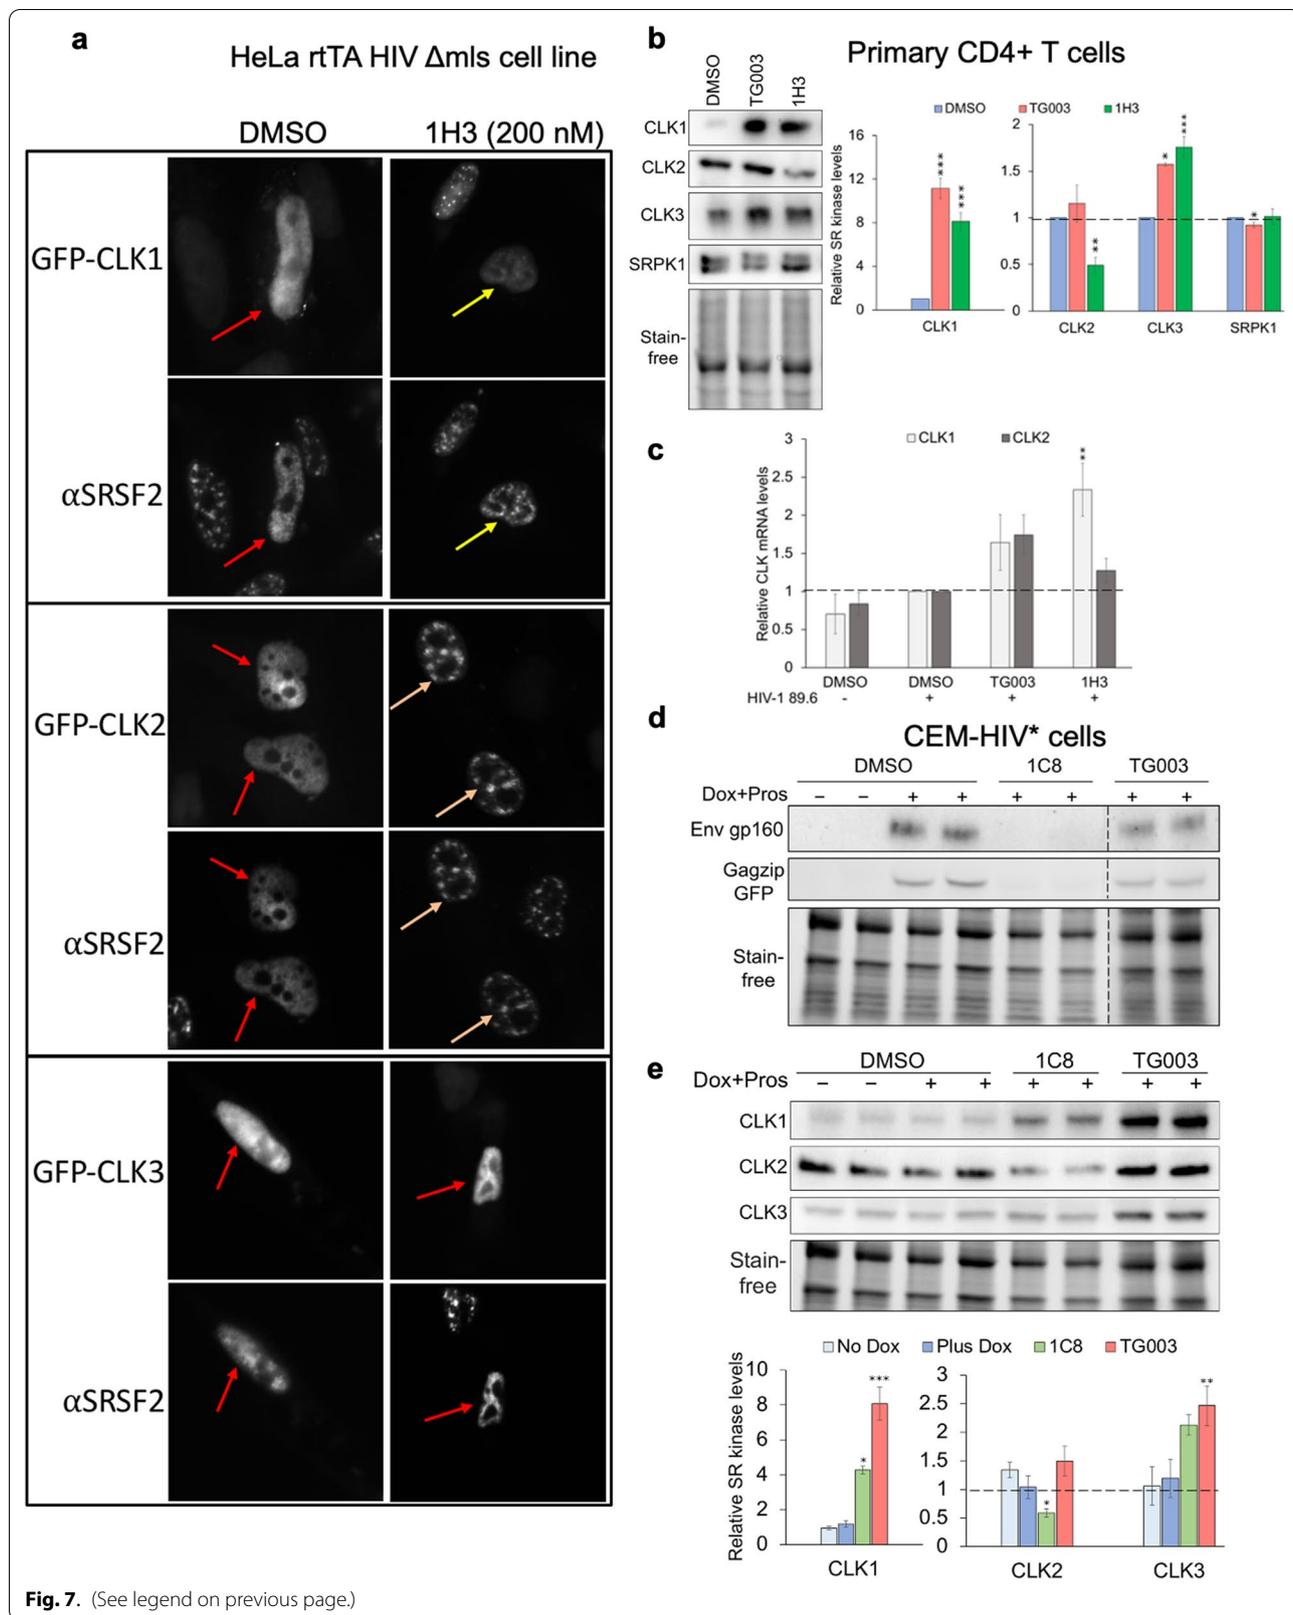 a
HeLa rtTA HIV Δmls cell line
DMSO 1H3 (200 nM)
GFP-CLK1
αSRSF2
GFP-CLK2
αSRSF2
GFP-CLK3
αSRSF2
b
Primary CD4+ T cells
DMSO TG003 1H3
CLK1
CLK2
CLK3
SRPK1
Stain-
free
DMSO TG003 1H3
Relative SR kinase levels
16
12
8
4
0
***
***
CLK1
2
1.5
1
0.5
0
**
*
***
*
CLK2 CLK3 SRPK1
c
CLK1 CLK2
Relative CLK mRNA levels
3
2.5
2
1.5
1
0.5
0
**
DMSO DMSO TG003 1H3
HIV-1 89.6 - + + +
d
CEM-HIV* cells
DMSO 1C8 TG003
Dox+Pros – – + + + + + +
Env gp160
Gagzip
GFP
Stain-
free
e
DMSO 1C8 TG003
Dox+Pros – – + + + + + +
CLK1
CLK2
CLK3
Stain-
free
No Dox Plus Dox 1C8 TG003
Relative SR kinase levels
10
8
6
4
2
0
*
***
CLK1
3
2.5
2
1.5
1
0.5
0
*
**
CLK2 CLK3
Fig. 7. (See legend on previous page.)